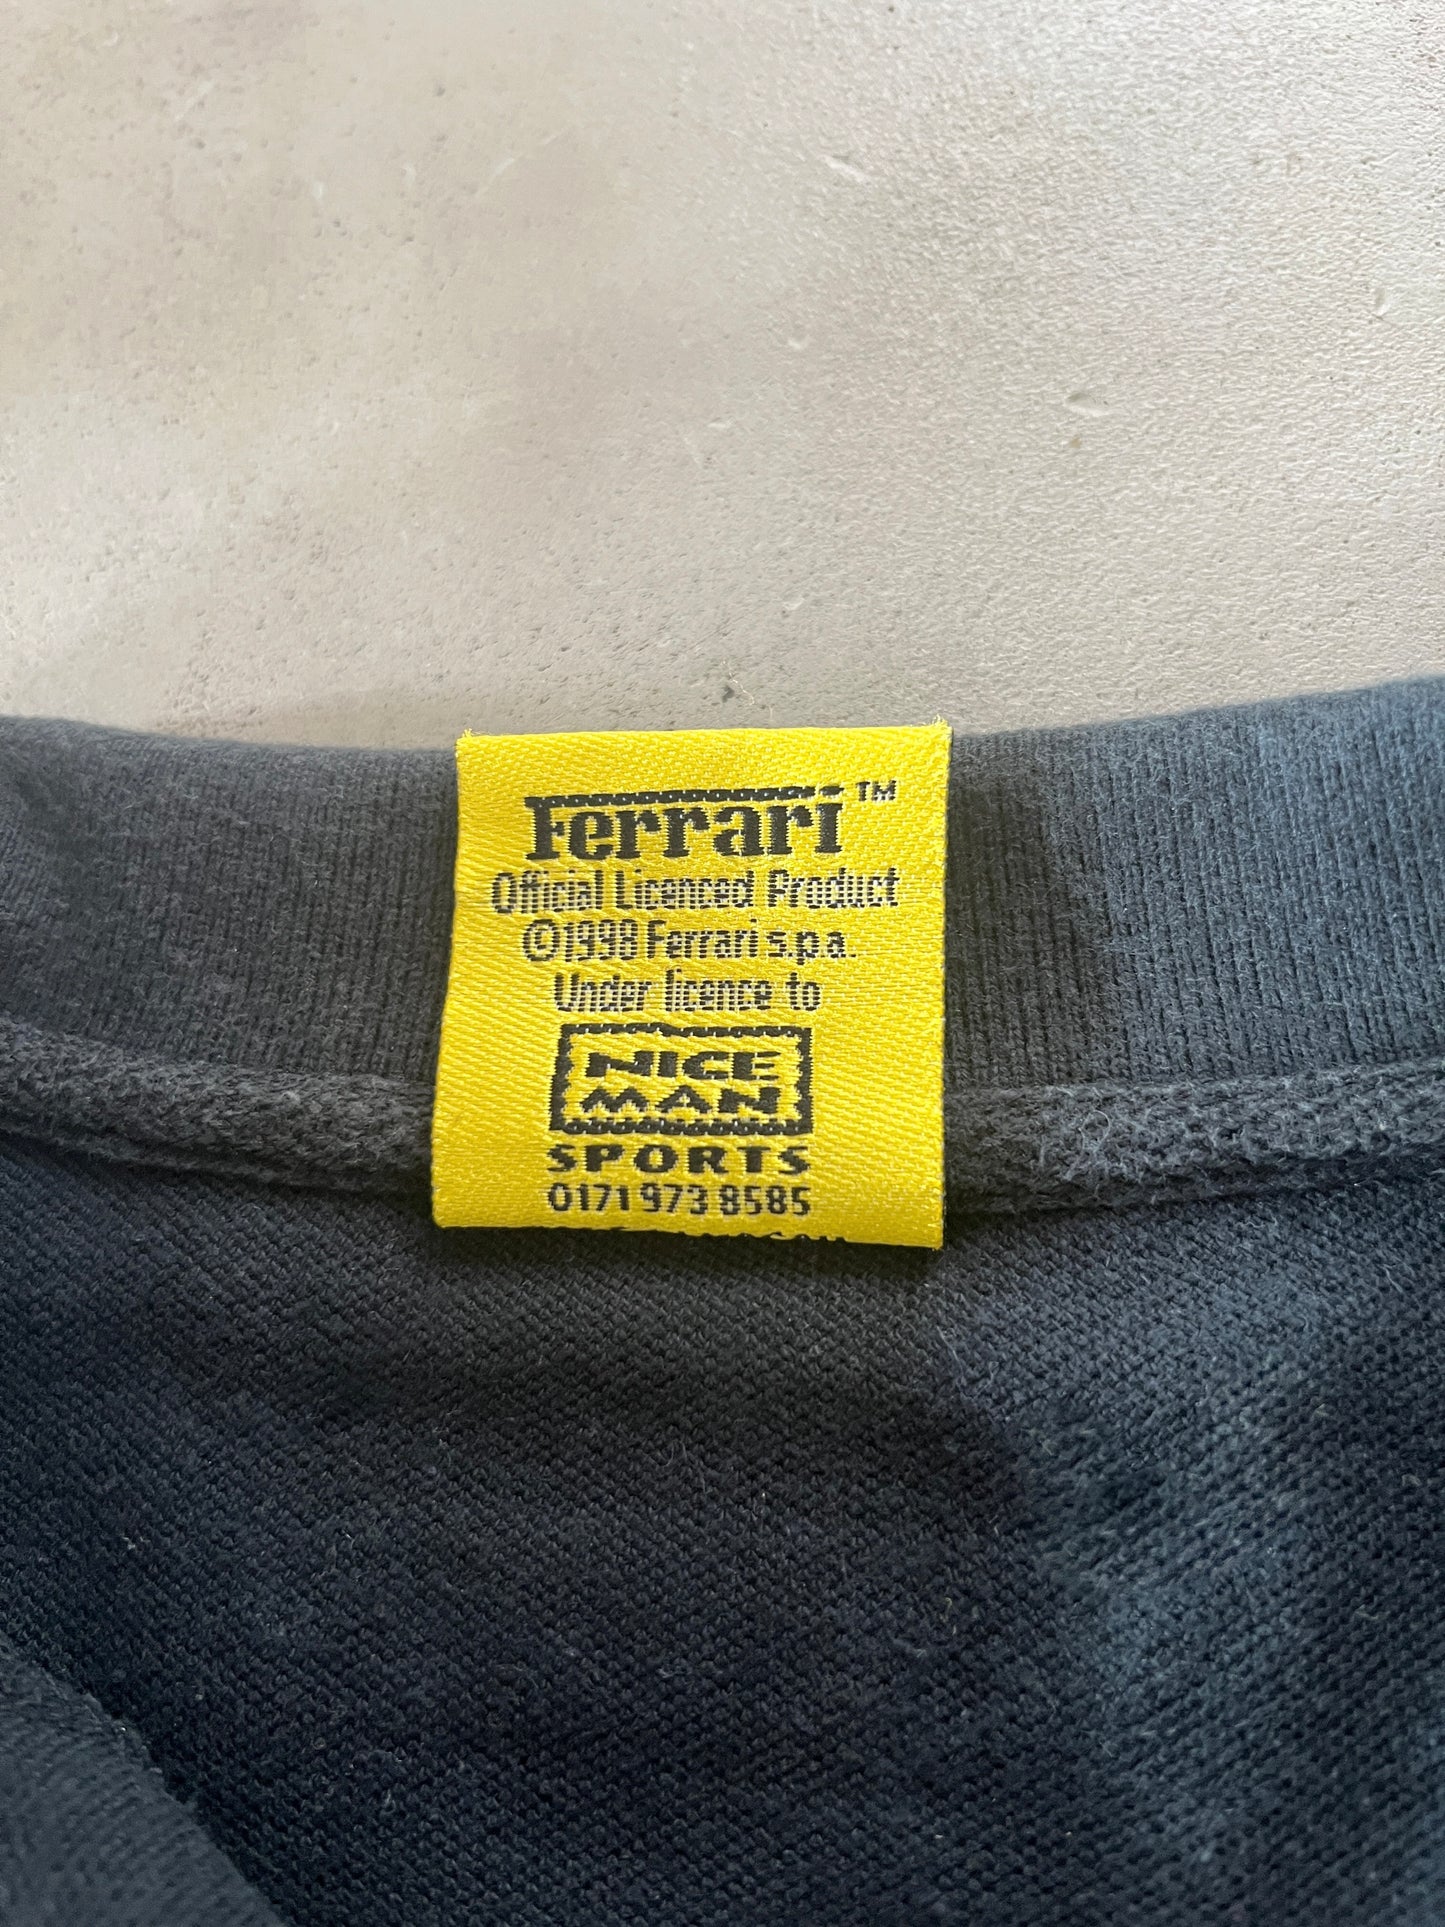 Ferrari™
Official Licenced Product
©1998 Ferrari s.p.a.
Under licence to
NICE
MAN
SPORTS
0171 973 8585